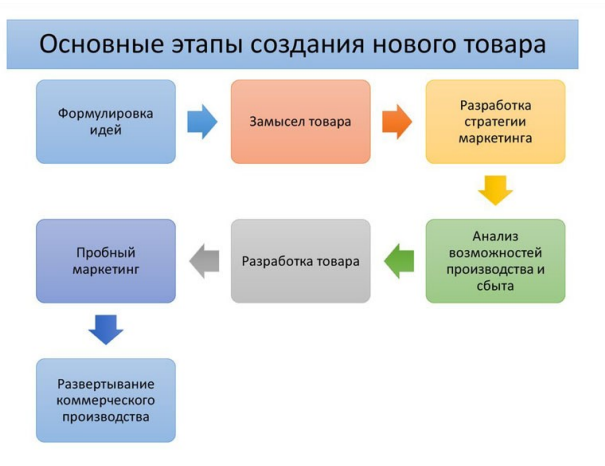 Основные этапы создания нового товара
Формулировка
идей
Замысел товара
Разработка
стратегии
маркетинга
Анализ
возможностей
производства и
сбыта
Разработка товара
Пробный
маркетинг
Развертывание
коммерческого
производства